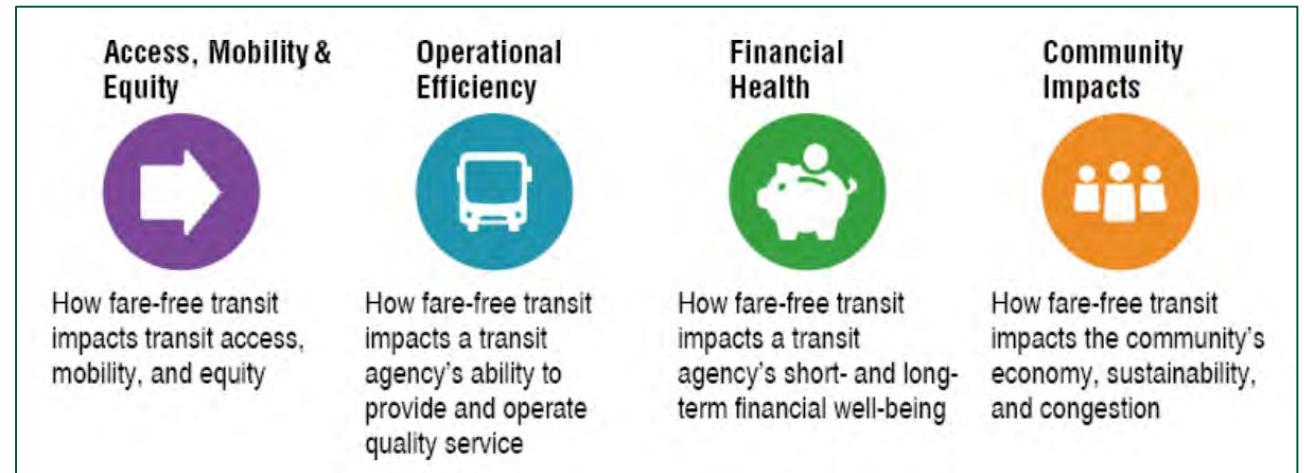 Access, Mobility &
Equity
How fare-free transit
impacts transit access,
mobility, and equity
Operational
Efficiency
How fare-free transit
impacts a transit
agency's ability to
provide and operate
quality service
Financial
Health
How fare-free transit
impacts a transit
agency's short- and long-
term financial well-being
Community
Impacts
How fare-free transit
impacts the community's
economy, sustainability,
and congestion